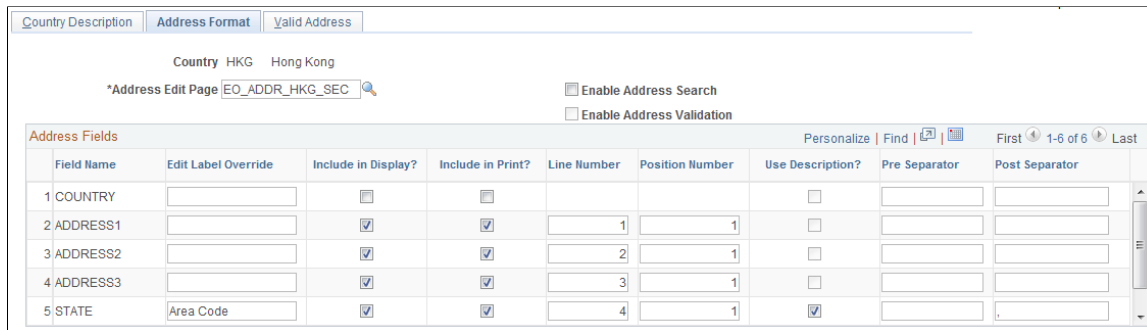 Country Description Address Format Valid Address
Country HKG Hong Kong
*Address Edit Page EO_ADDR_HKG_SEC
Enable Address Search
Enable Address Validation
Address Fields Personalize | Find | | First 1-6 of 6 Last
Field Name Edit Label Override Include in Display? Include in Print? Line Number Position Number Use Description? Pre Separator Post Separator
1 COUNTRY
2 ADDRESS1 1 1
3 ADDRESS2 2 1
4 ADDRESS3 3 1
5 STATE Area Code 4 1 ,